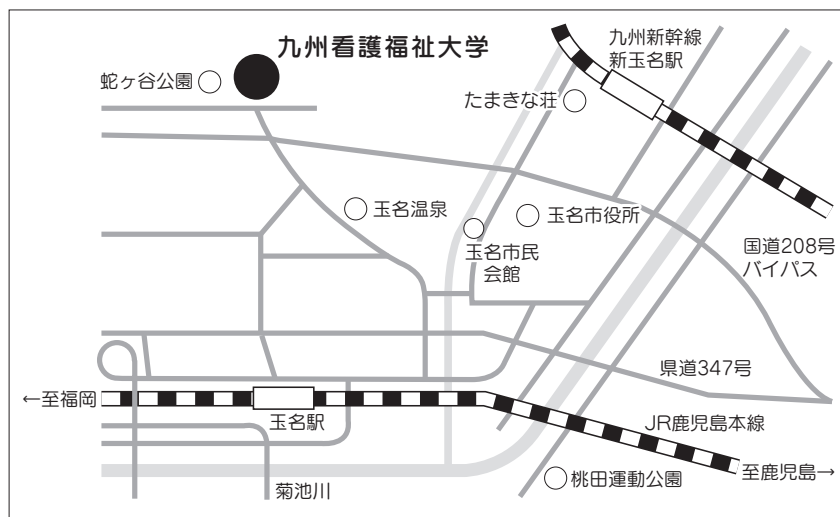 九州看護福祉大学
九州新幹線
新玉名駅
蛇ヶ谷公園
たまきな荘
玉名温泉
玉名市役所
玉名市民
会館
国道208号
バイパス
県道347号
←至福岡
玉名駅
JR鹿児島本線
至鹿児島→
桃田運動公園
菊池川